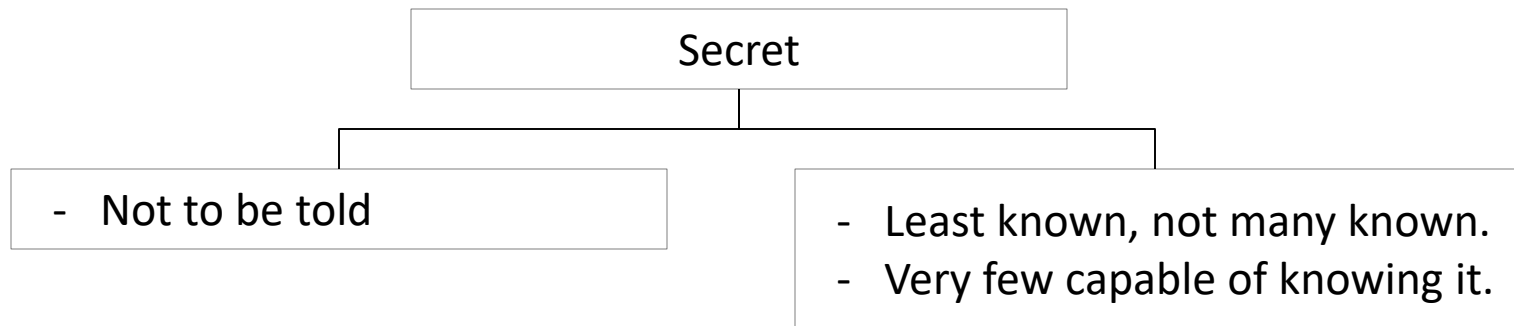 Secret
- Not to be told
- Least known, not many known.
- Very few capable of knowing it.